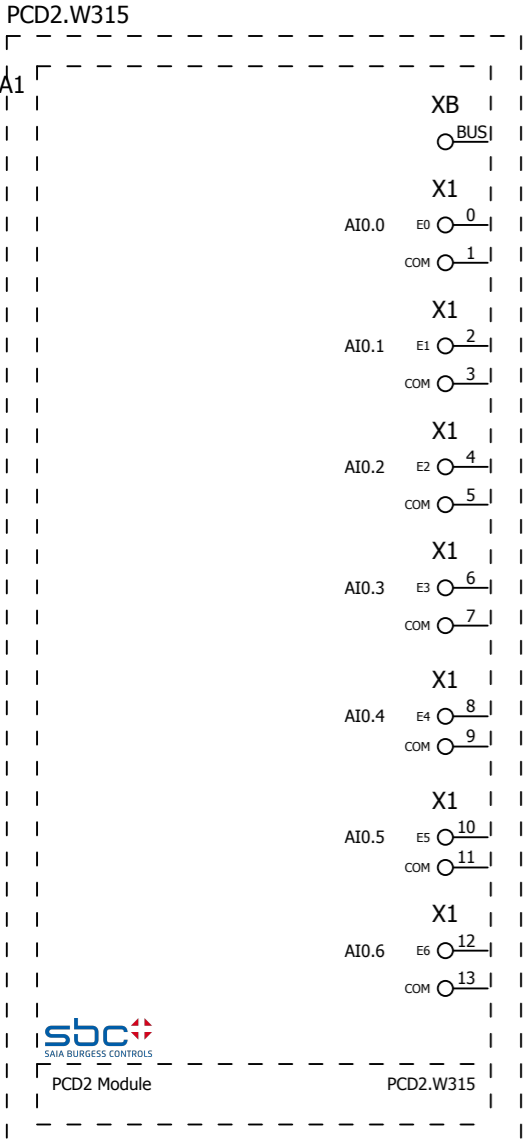 PCD2.W315
A1
XB
BUS
X1
AI0.0 E0 0
COM 1
X1
AI0.1 E1 2
COM 3
X1
AI0.2 E2 4
COM 5
X1
AI0.3 E3 6
COM 7
X1
AI0.4 E4 8
COM 9
X1
AI0.5 E5 10
COM 11
X1
AI0.6 E6 12
COM 13
sbc
SAIA BURGESS CONTROLS
PCD2 Module PCD2.W315